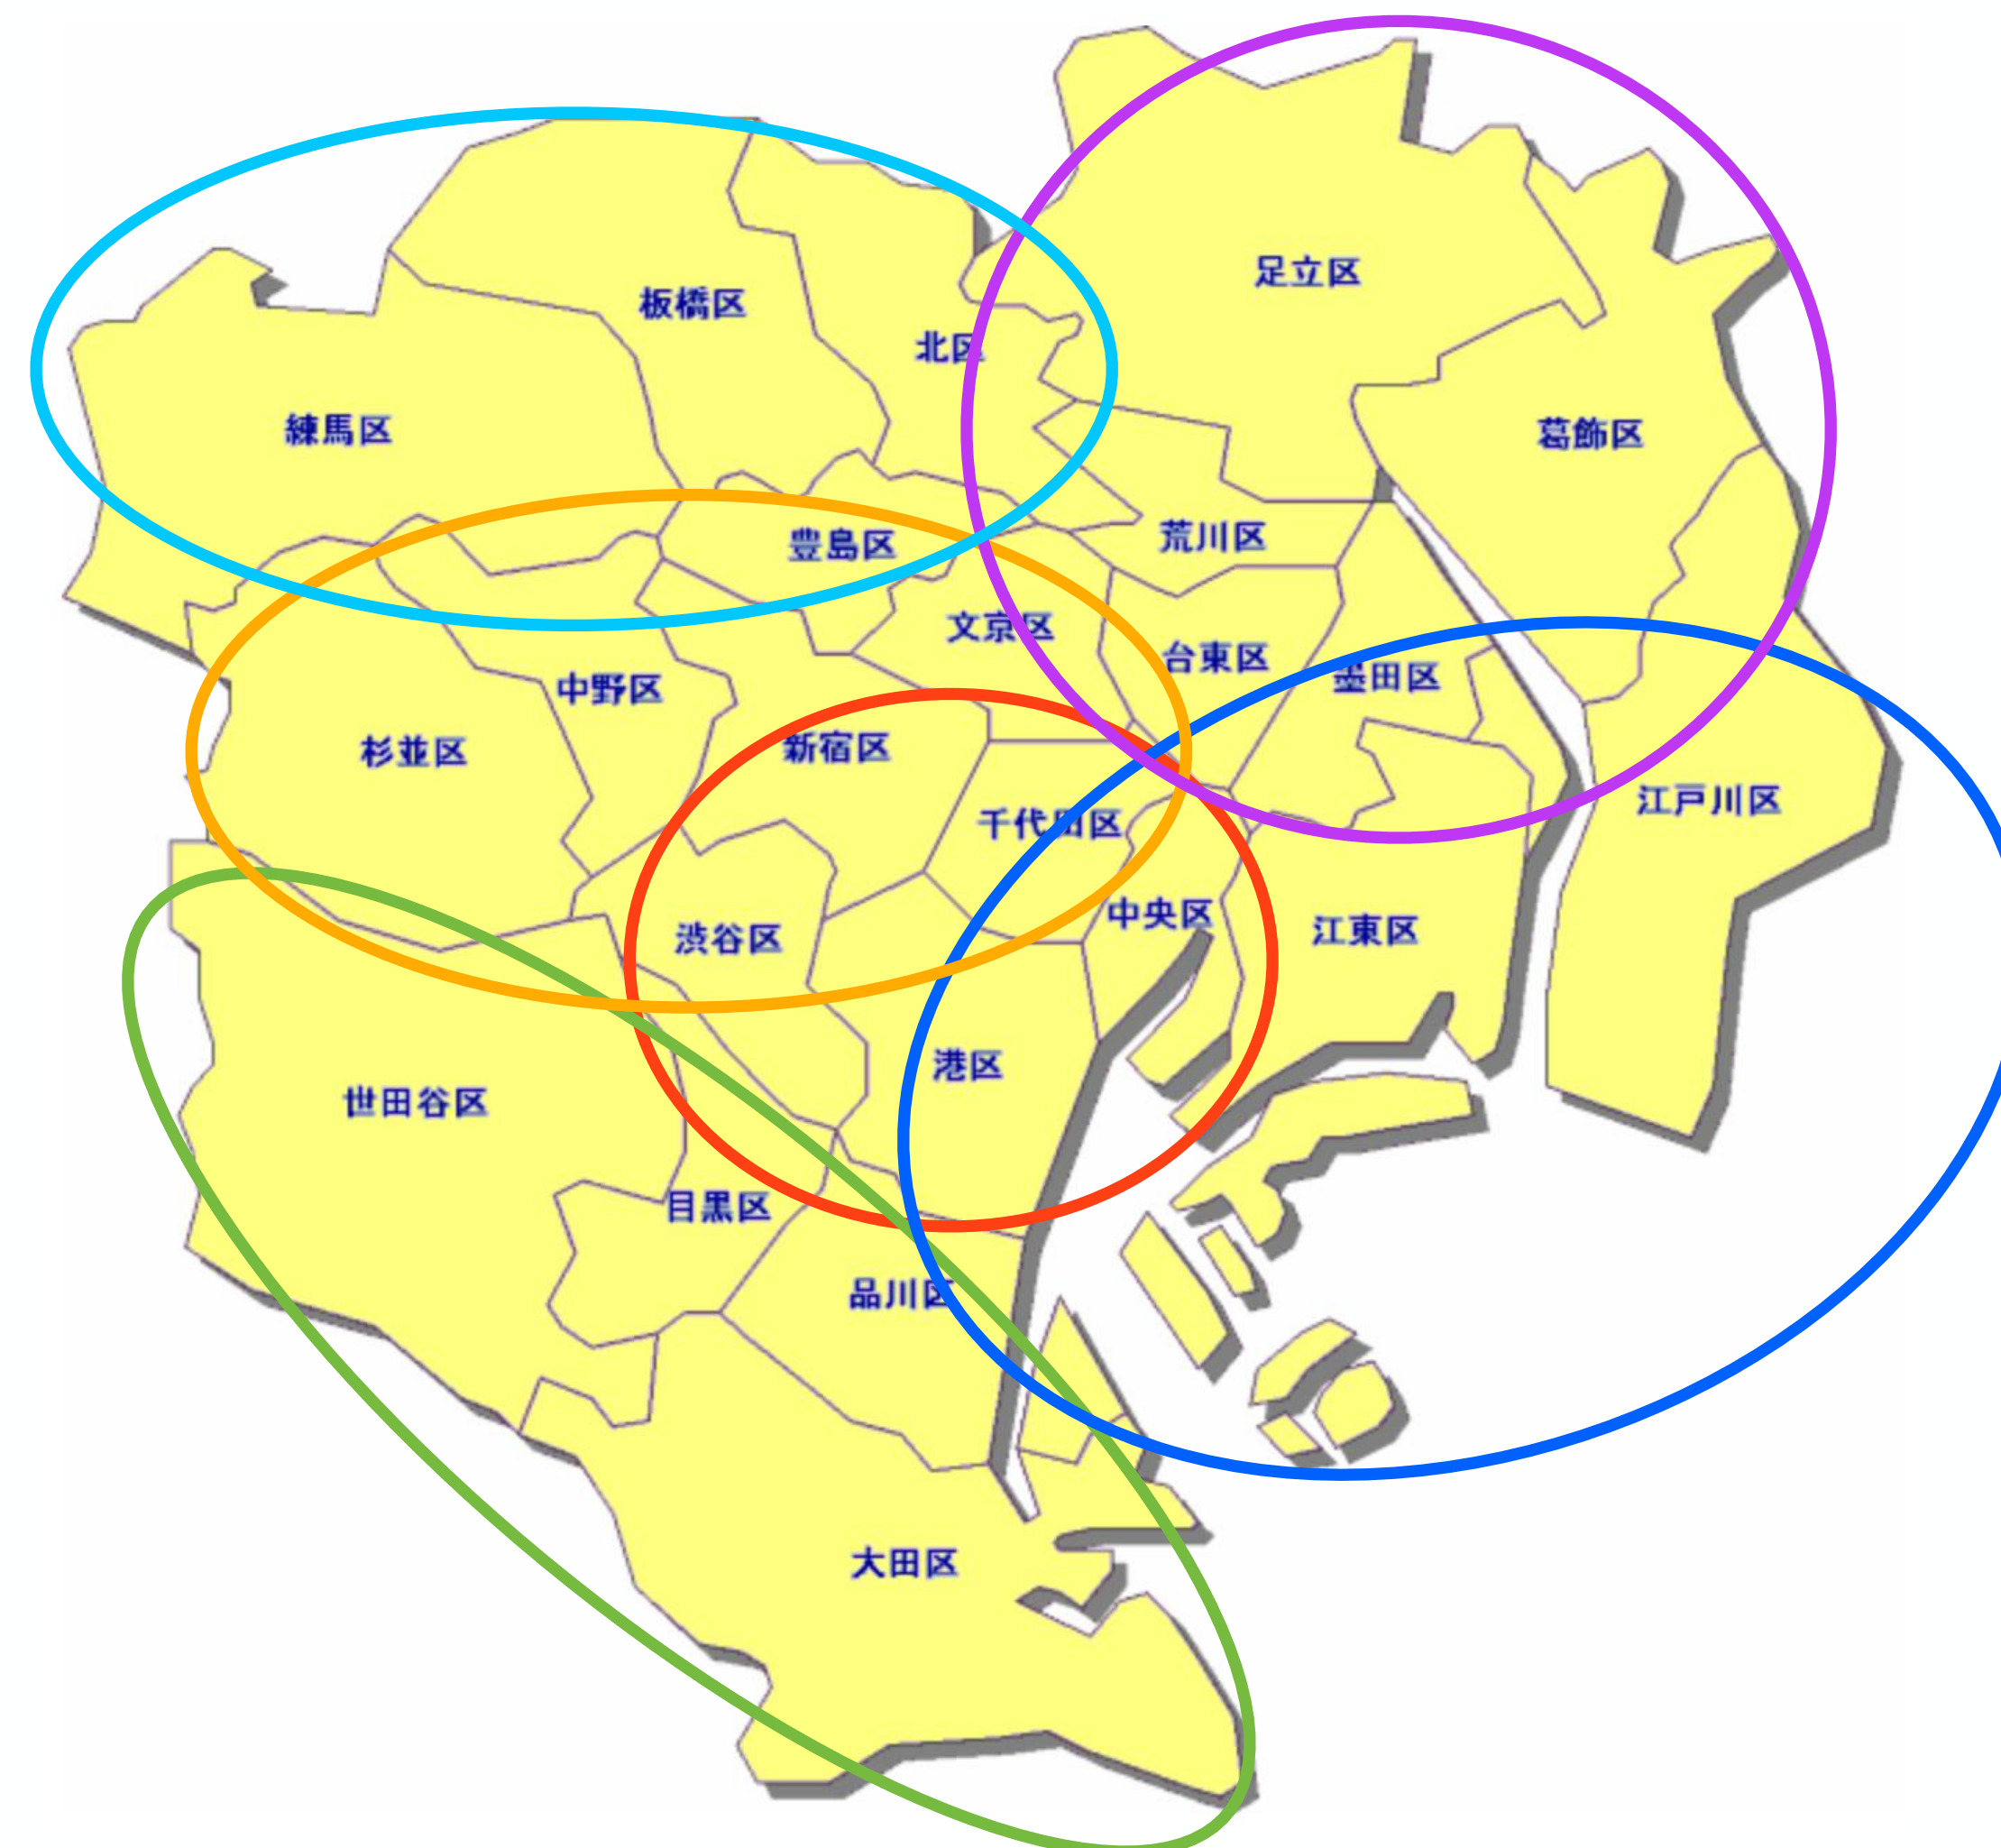 足立区
板橋区
北区
練馬区
葛飾区
荒川区
豊島区
文京区
台東区
墨田区
中野区
新宿区
杉並区
千代田区
江戸川区
中央区
江東区
渋谷区
港区
世田谷区
目黒区
品川区
大田区